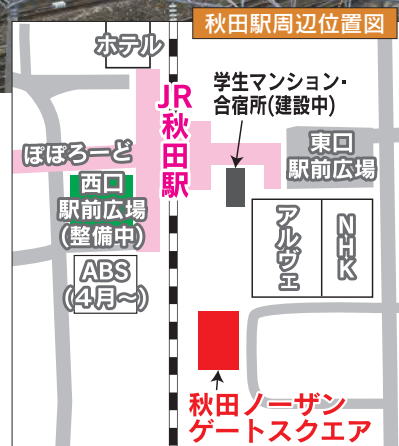 秋田駅周辺位置図
ホテル
学生マンション・
合宿所(建設中)
JR秋田駅
ぽぽろーど
東口
駅前広場
西口
駅前広場
(整備中)
アルヴェ
NHK
ABS
(4月～)
秋田ノーザン
ゲートスクエア